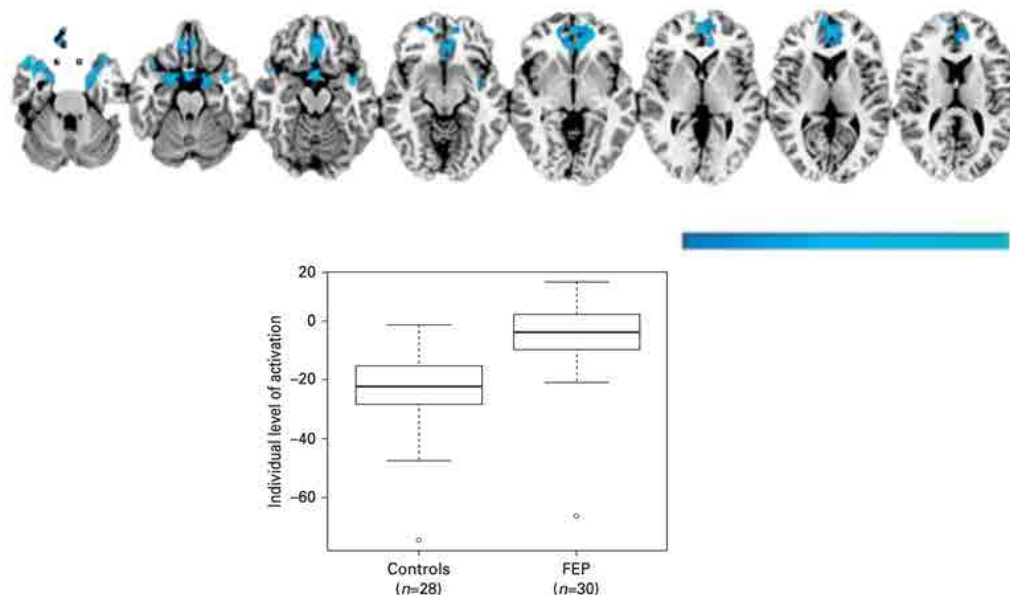 20
0
–20
–40
–60
Individual level of activation
Controls
(n=28)
FEP
(n=30)